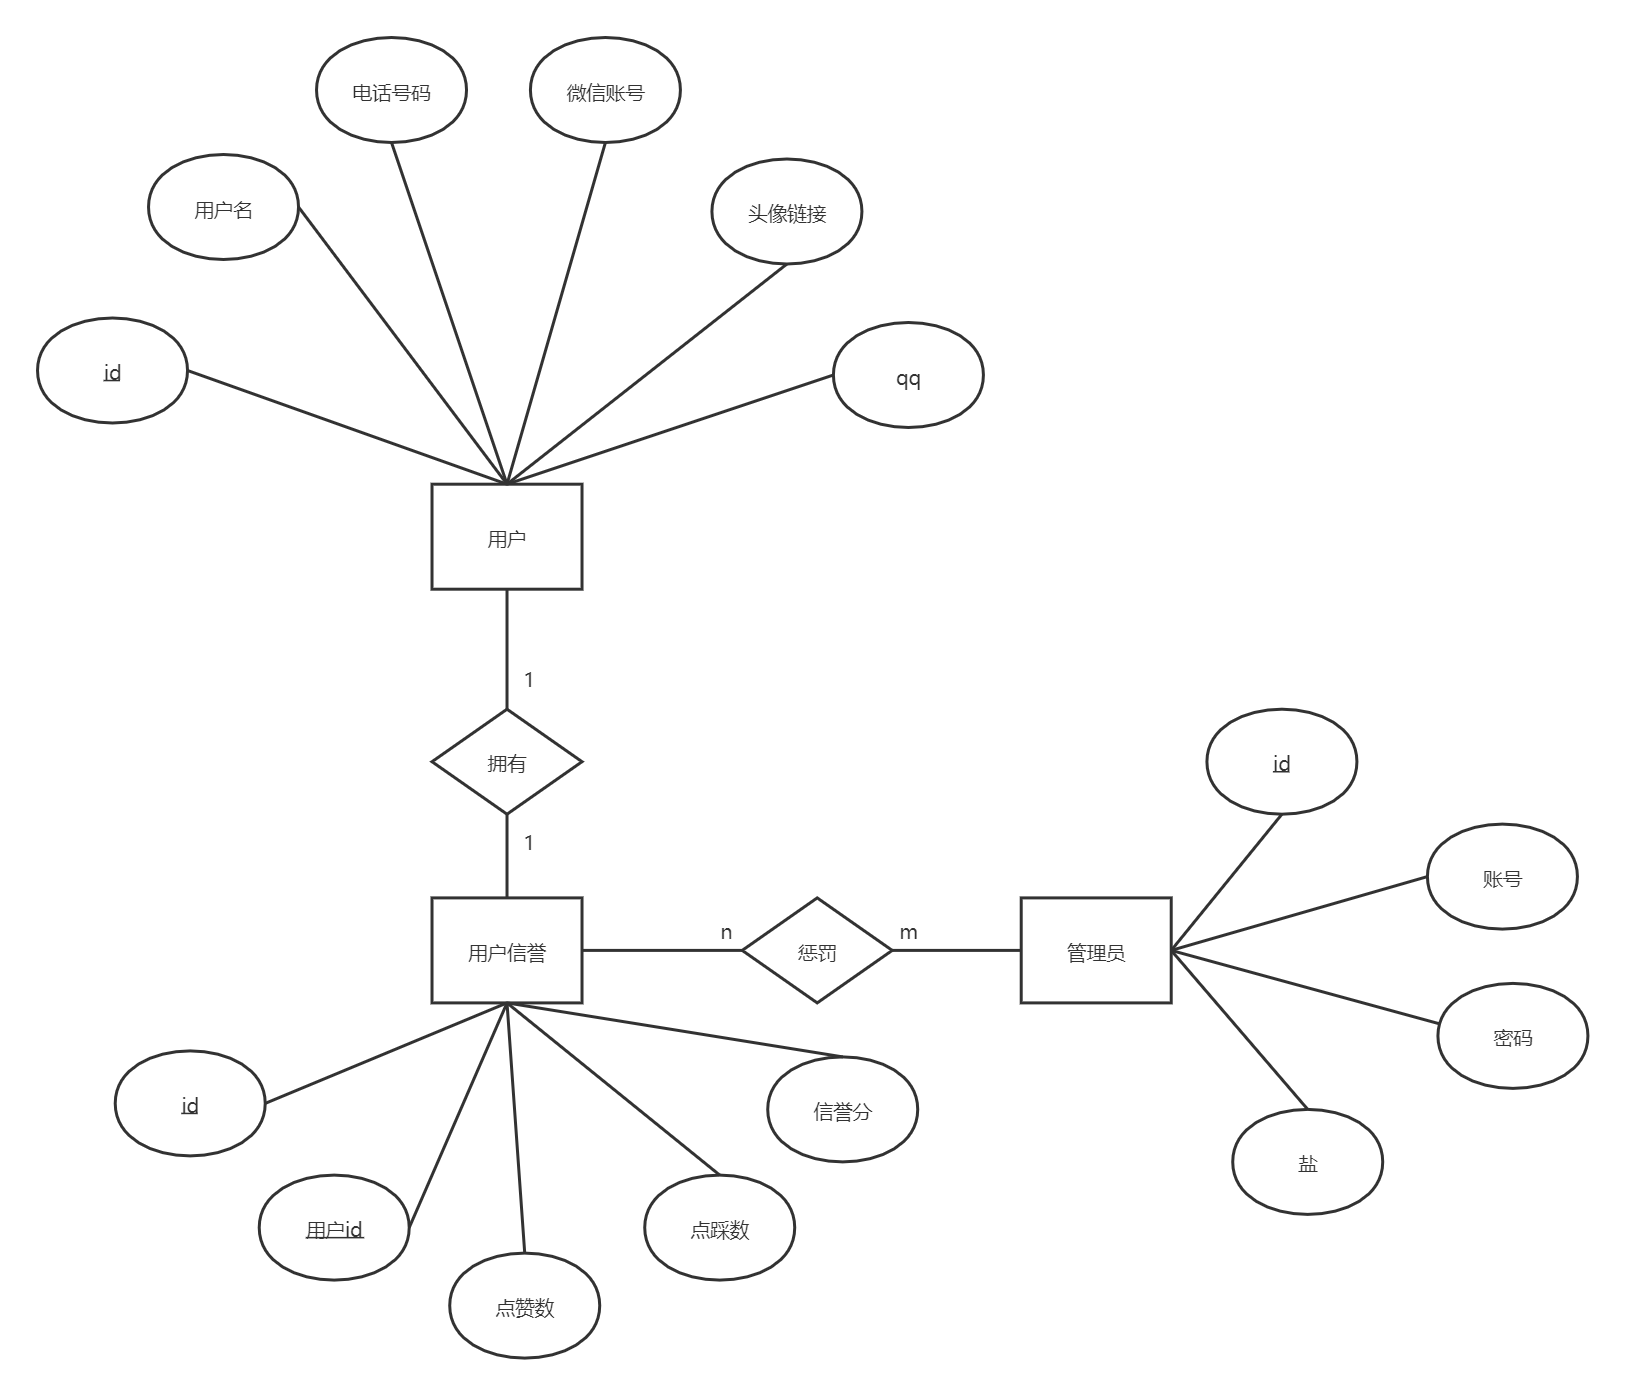 电话号码
微信账号
用户名
头像链接
id
qq
用户
1
拥有
1
id
账号
用户信誉
n
惩罚
m
管理员
密码
id
信誉分
盐
用户id
点踩数
点赞数